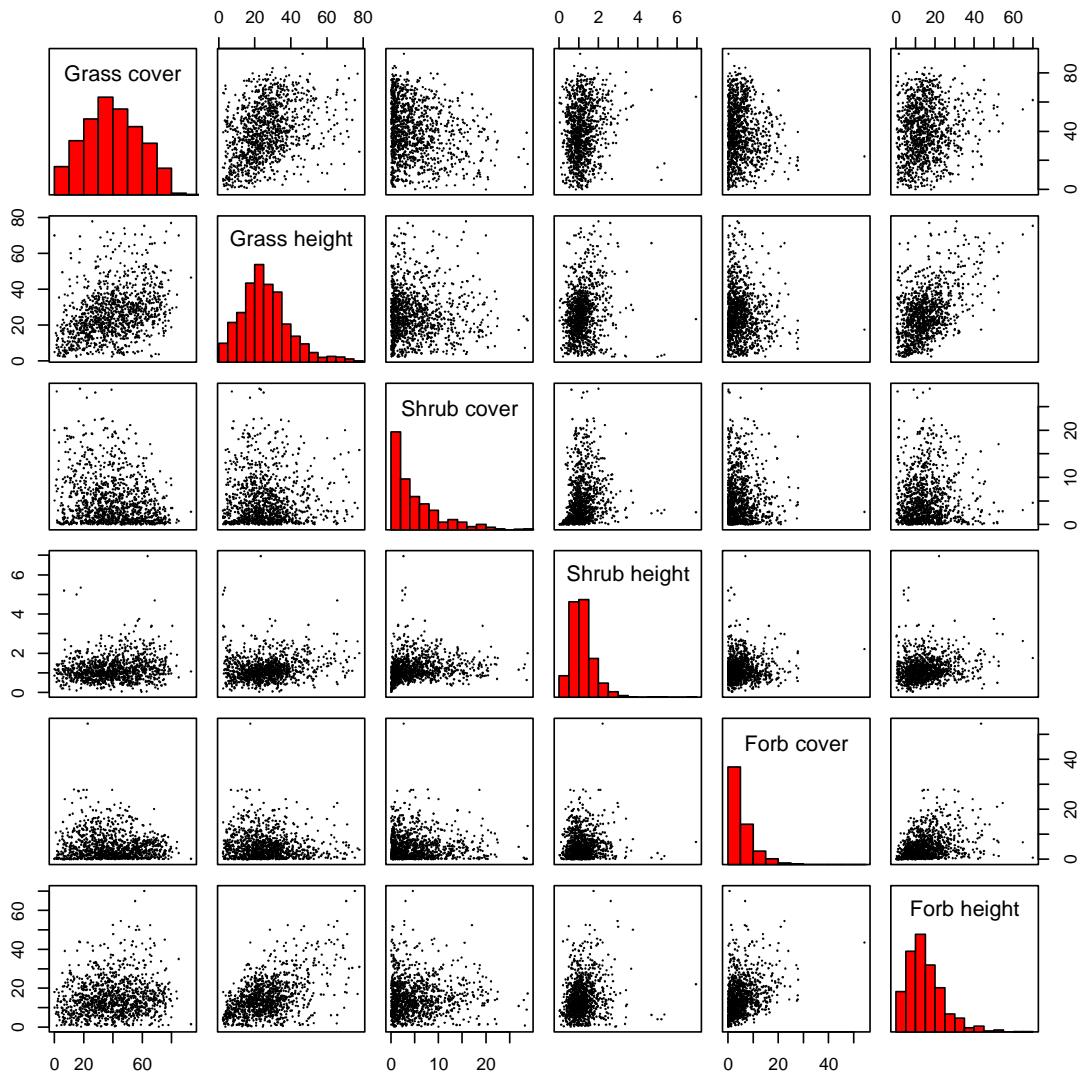 0 20 40 60 80
0 2 4 6
0 20 40 60
Grass cover
0 40 80
0 20 40 60 80
Grass height
Shrub cover
0 10 20
0 2 4 6
Shrub height
Forb cover
0 20 40
0 20 40 60
Forb height
0 20 60
0 10 20
0 20 40